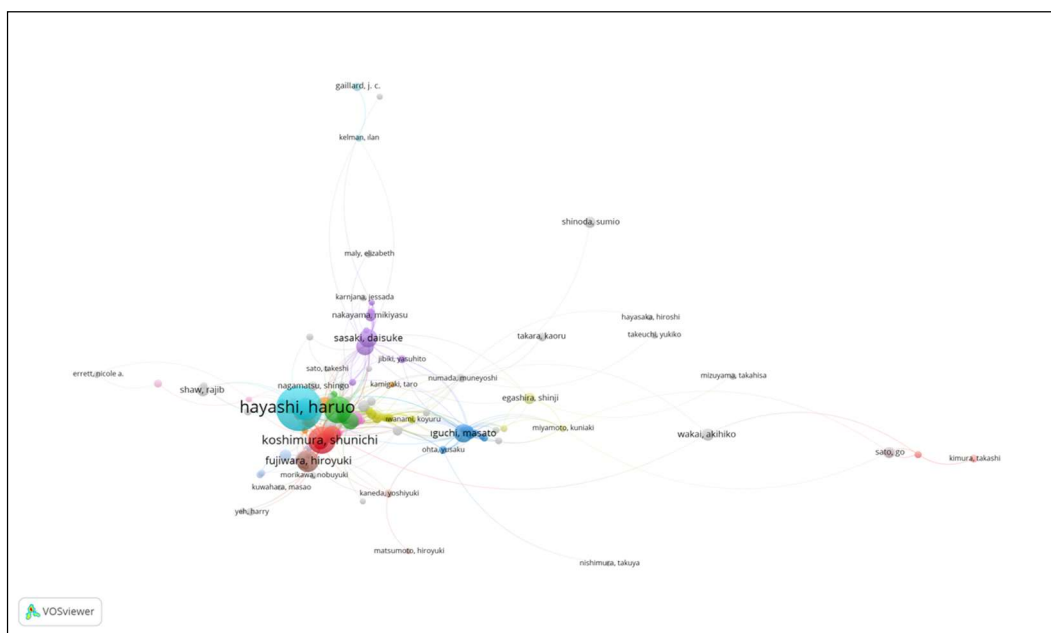 gaillard, j. c.
kelman, ılan
shinoda, sumio
maly, elizabeth
karnjana, jessada
nakayama, mikiyasu
hayasaka, hiroshi
sasaki, daisuke
takara, kaoru
takeuchi, yukiko
jibiki, yasuhito
sato, takeshi
errett, nicole a.
numada, muneyoshi
mizuyama, takahisa
nagamatsu, shingo
kamigaki, taro
shaw, rajib
egashira, shinji
hayashi, haruo
iwanami, koyuru
miyamoto, kuniaki
ıguchi, masato
wakai, akihiko
koshimura, shunichi
ohta, yusaku
sato, go
kimura, takashi
fujiwara, hiroyuki
morikawa, nobuyuki
kuwahara, masao
kaneda, yoshiyuki
yeh, harry
matsumoto, hiroyuki
nishimura, takuya
VOSviewer